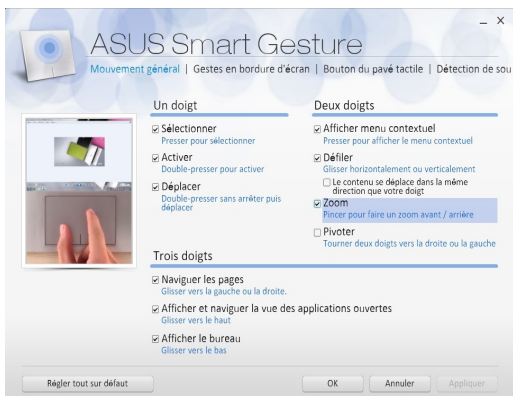 ASUS Smart Gesture
Mouvement général | Gestes en bordure d'écran | Bouton du pavé tactile | Détection de sou
Un doigt
Sélectionner
Presser pour sélectionner
Activer
Double-presser pour activer
Déplacer
Double-presser sans arrêter puis
déplacer
Deux doigts
Afficher menu contextuel
Presser pour afficher le menu contextuel
Défiler
Glisser horizontalement ou verticalement
Le contenu se déplace dans la même
direction que votre doigt
Zoom
Pincer pour faire un zoom avant / arrière
Pivoter
Tourner deux doigts vers la droite ou la gauche
Trois doigts
Naviguer les pages
Glisser vers la gauche ou la droite.
Afficher et naviguer la vue des applications ouvertes
Glisser vers le haut
Afficher le bureau
Glisser vers le bas
Régler tout sur défaut
OK
Annuler
Appliquer